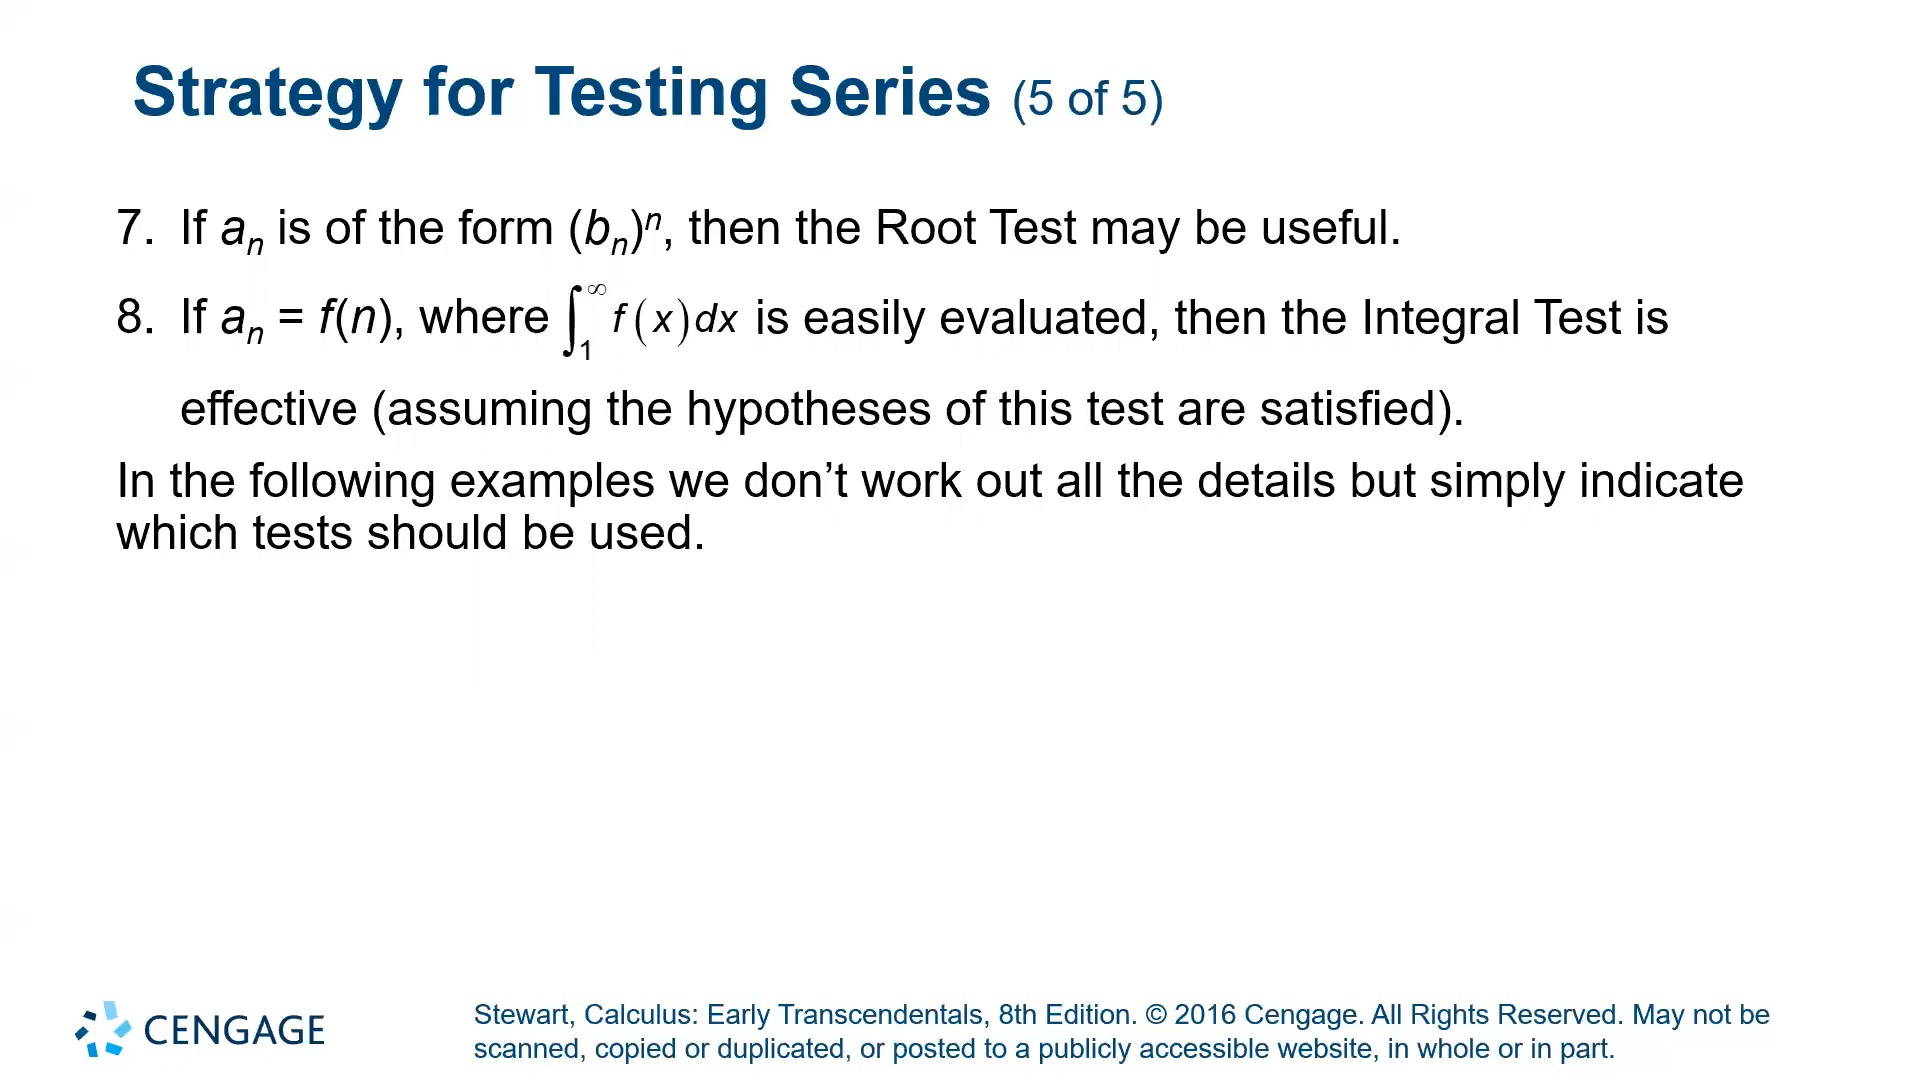 Strategy for Testing Series (5 of 5)
7. If aₙ is of the form (bₙ)ⁿ, then the Root Test may be useful.
8. If aₙ = f(n), where ∫₁^∞ f(x)dx is easily evaluated, then the Integral Test is
effective (assuming the hypotheses of this test are satisfied).
In the following examples we don’t work out all the details but simply indicate
which tests should be used.
CENGAGE
Stewart, Calculus: Early Transcendentals, 8th Edition. © 2016 Cengage. All Rights Reserved. May not be
scanned, copied or duplicated, or posted to a publicly accessible website, in whole or in part.